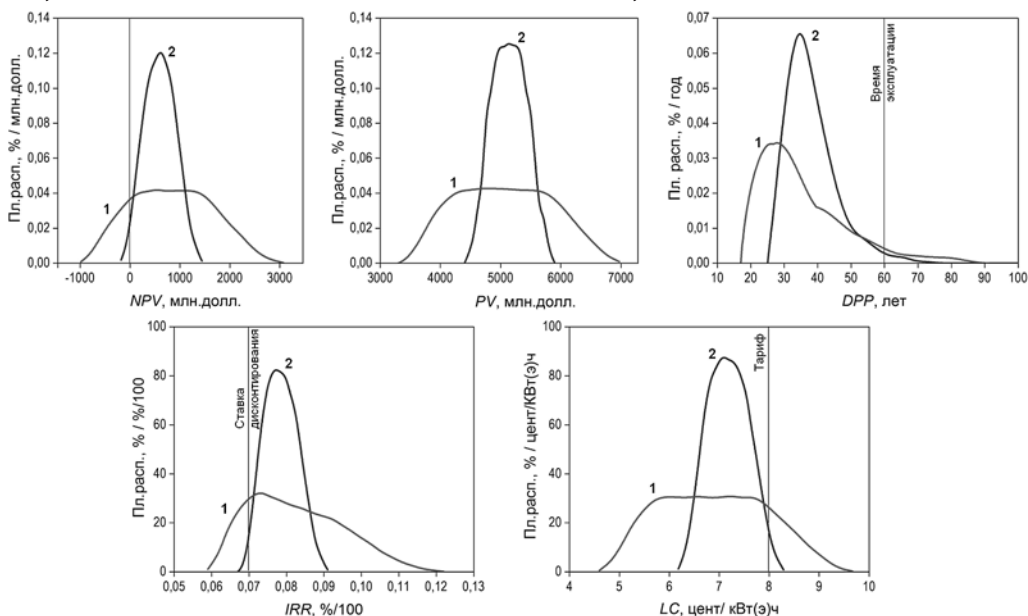 0,14
0,12
0,10
0,08
0,06
0,04
0,02
0,00
Пл.расп., % / млн.долл.
1
2
-1000 0 1000 2000 3000
NPV, млн.долл.
0,14
0,12
0,10
0,08
0,06
0,04
0,02
0,00
Пл.расп., % / млн.долл.
1
2
3000 4000 5000 6000 7000
PV, млн.долл.
0,07
0,06
0,05
0,04
0,03
0,02
0,01
0,00
Пл. расп., % / год
1
2
Время
эксплуатации
10 20 30 40 50 60 70 80 90 100
DPP, лет
100
80
60
40
20
0
Пл.расп., % / %/100
1
2
Ставка
дисконтирования
0,05 0,06 0,07 0,08 0,09 0,10 0,11 0,12 0,13
IRR, %/100
100
80
60
40
20
0
Пл.расп., % / цент/КВт(э)ч
1
2
Тариф
4 5 6 7 8 9 10
LC, цент/ кВт(э)ч